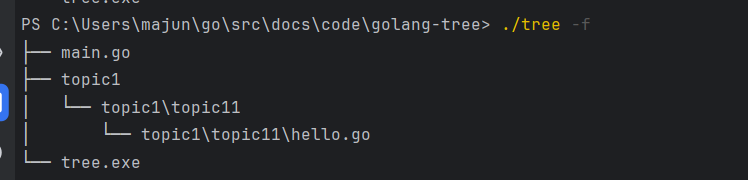 PS C:\Users\majun\go\src\docs\code\golang-tree> ./tree -f
├── main.go
├── topic1
│   └── topic1\topic11
│       └── topic1\topic11\hello.go
└── tree.exe